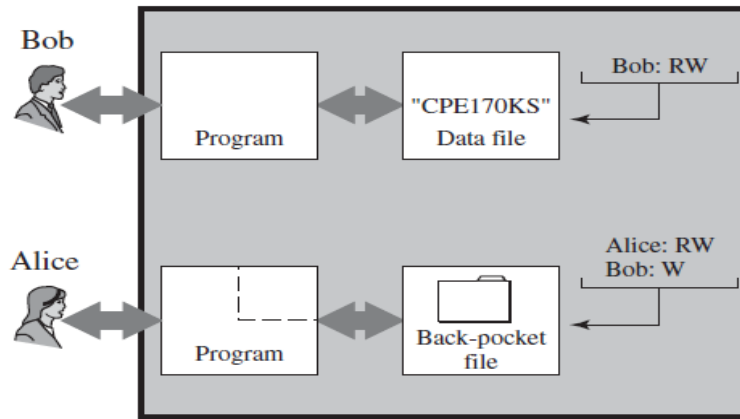 Bob
Program
"CPE170KS"
Data file
Bob: RW
Alice
Program
Back-pocket
file
Alice: RW
Bob: W